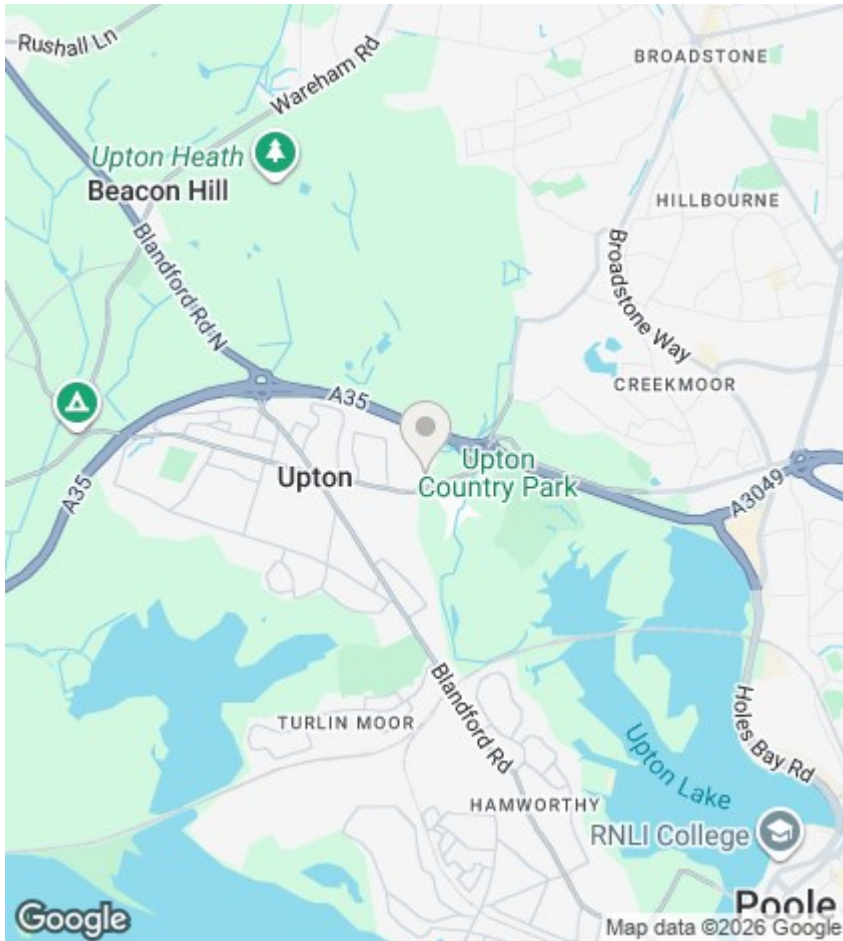 Rushall Ln
Wareham Rd
BROADSTONE
Upton Heath
Beacon Hill
HILLBOURNE
Blandford Rd N
Broadstone Way
CREEKMOOR
A35
Upton
Country Park
Upton
A35
A3049
TURLIN MOOR
Blandford Rd
Holes Bay Rd
Upton Lake
HAMWORTHY
RNLI College
Poole
Google
Map data ©2026 Google